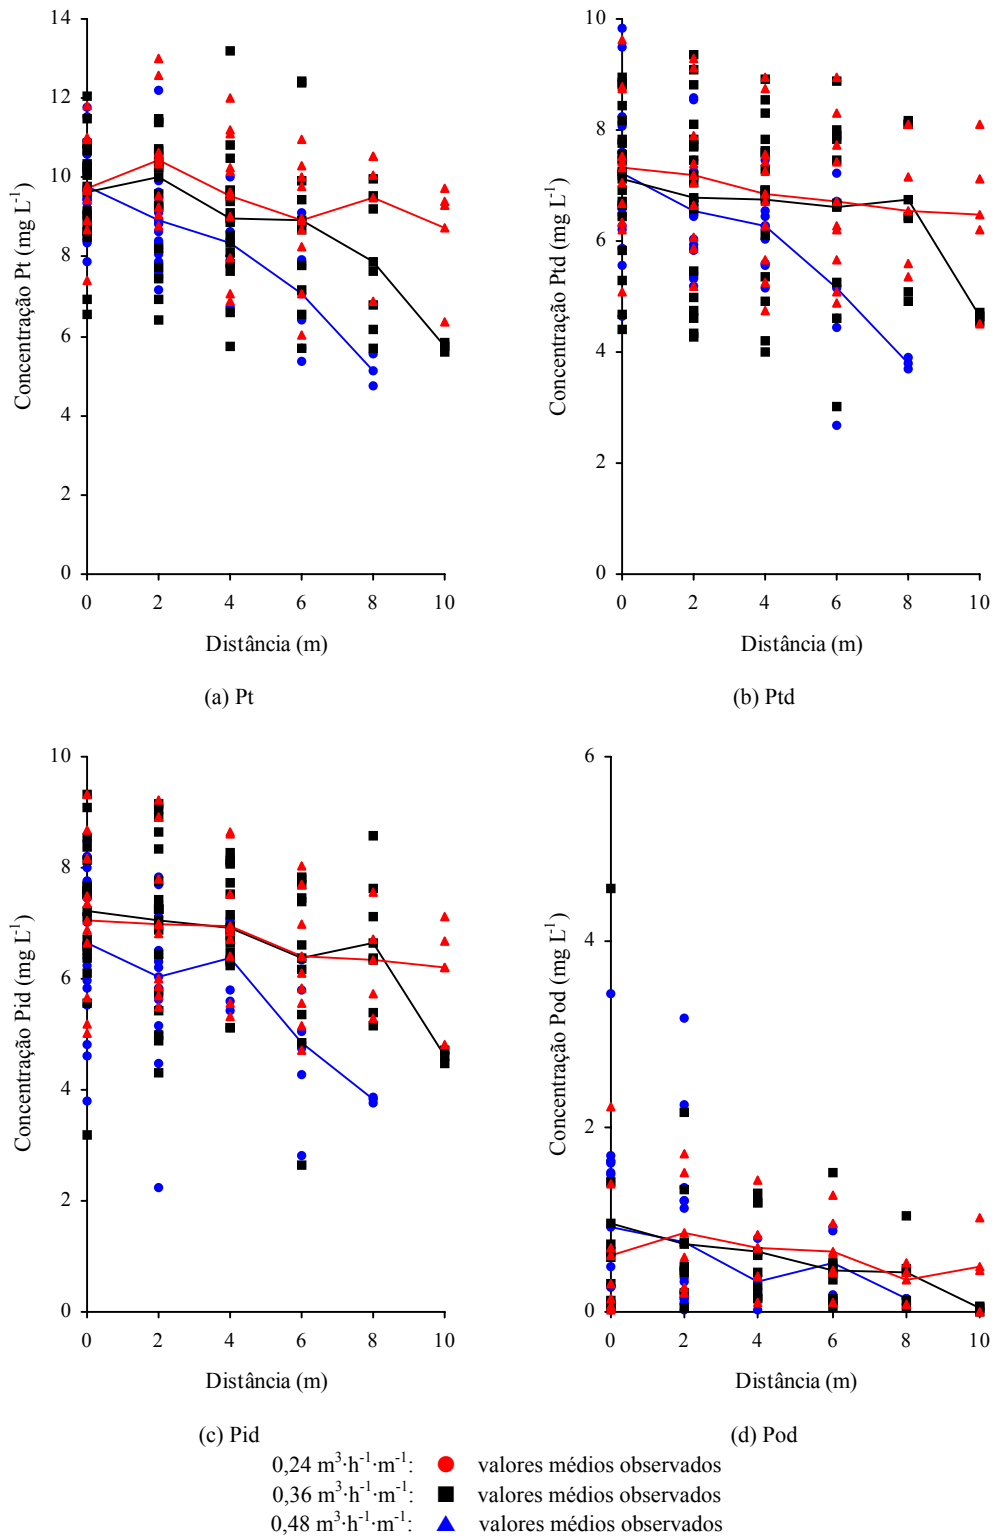 14
12
10
8
6
4
2
0
Concentração Pt (mg L⁻¹)
0 2 4 6 8 10
Distância (m)
(a) Pt
10
8
6
4
2
0
Concentração Ptd (mg L⁻¹)
0 2 4 6 8 10
Distância (m)
(b) Ptd
10
8
6
4
2
0
Concentração Pid (mg L⁻¹)
0 2 4 6 8 10
Distância (m)
(c) Pid
6
4
2
0
Concentração Pod (mg L⁻¹)
0 2 4 6 8 10
Distância (m)
(d) Pod
0,24 m³·h⁻¹·m⁻¹: valores médios observados
0,36 m³·h⁻¹·m⁻¹: valores médios observados
0,48 m³·h⁻¹·m⁻¹: valores médios observados